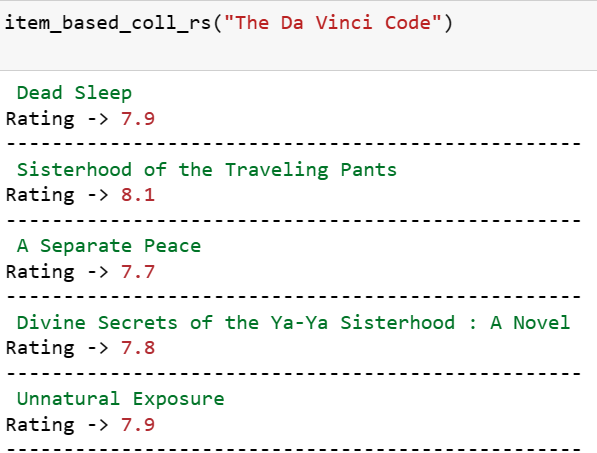 item_based_coll_rs("The Da Vinci Code")
Dead Sleep
Rating -> 7.9
--------------------------------------------------
Sisterhood of the Traveling Pants
Rating -> 8.1
--------------------------------------------------
A Separate Peace
Rating -> 7.7
--------------------------------------------------
Divine Secrets of the Ya-Ya Sisterhood : A Novel
Rating -> 7.8
--------------------------------------------------
Unnatural Exposure
Rating -> 7.9
--------------------------------------------------